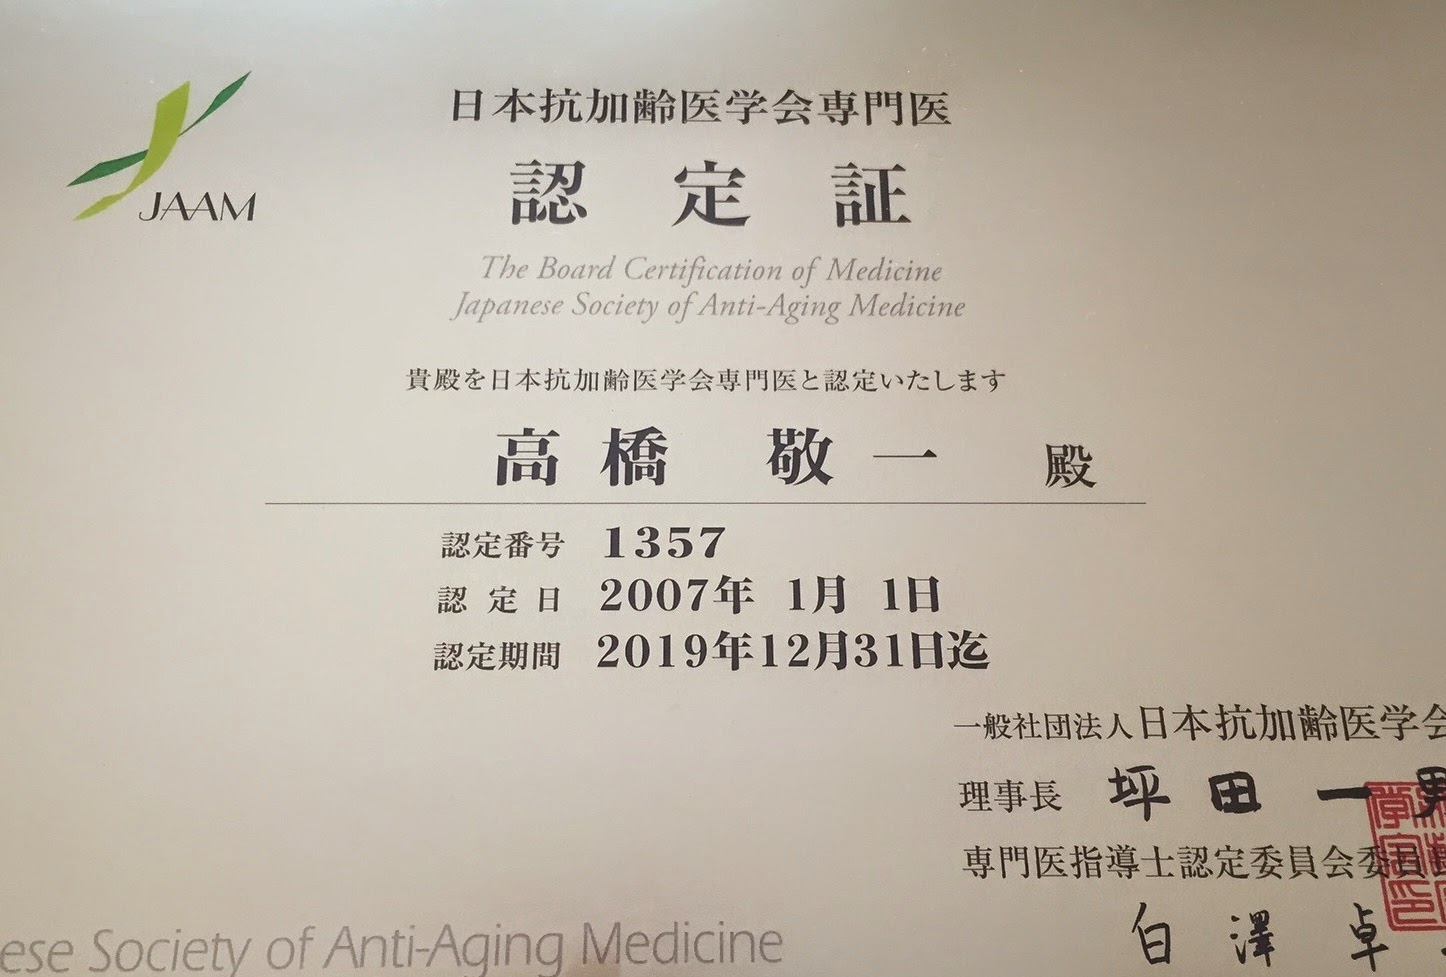 JAAM
日本抗加齢医学会専門医
認定証
The Board Certification of Medicine
Japanese Society of Anti-Aging Medicine
貴殿を日本抗加齢医学会専門医と認定いたします
高橋 敬一 殿
認定番号 1357
認定日 2007年 1月 1日
認定期間 2019年12月31日迄
一般社団法人日本抗加齢医学会
理事長 坪田一男
専門医指導士認定委員会委員長
白澤卓
ese Society of Anti-Aging Medicine